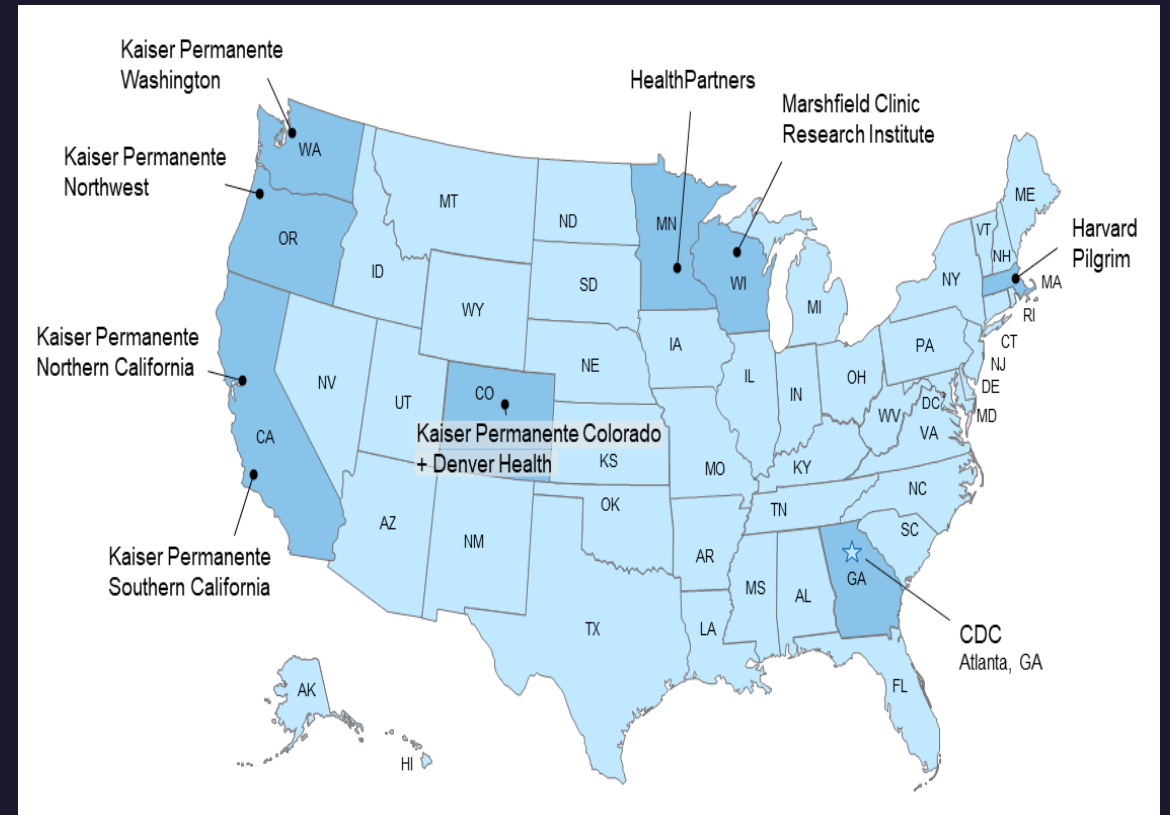 Kaiser Permanente
Washington
HealthPartners
Marshfield Clinic
Research Institute
Kaiser Permanente
Northwest
Harvard
Pilgrim
Kaiser Permanente
Northern California
Kaiser Permanente Colorado
+ Denver Health
Kaiser Permanente
Southern California
CDC
Atlanta, GA
WA
OR
CA
ID
NV
MT
WY
UT
CO
AZ
NM
ND
SD
NE
KS
OK
TX
MN
IA
MO
AR
LA
WI
IL
MI
IN
OH
KY
TN
MS
AL
GA
FL
SC
NC
VA
WV
DC
MD
DE
NJ
PA
NY
CT
RI
MA
VT
NH
ME
AK
HI